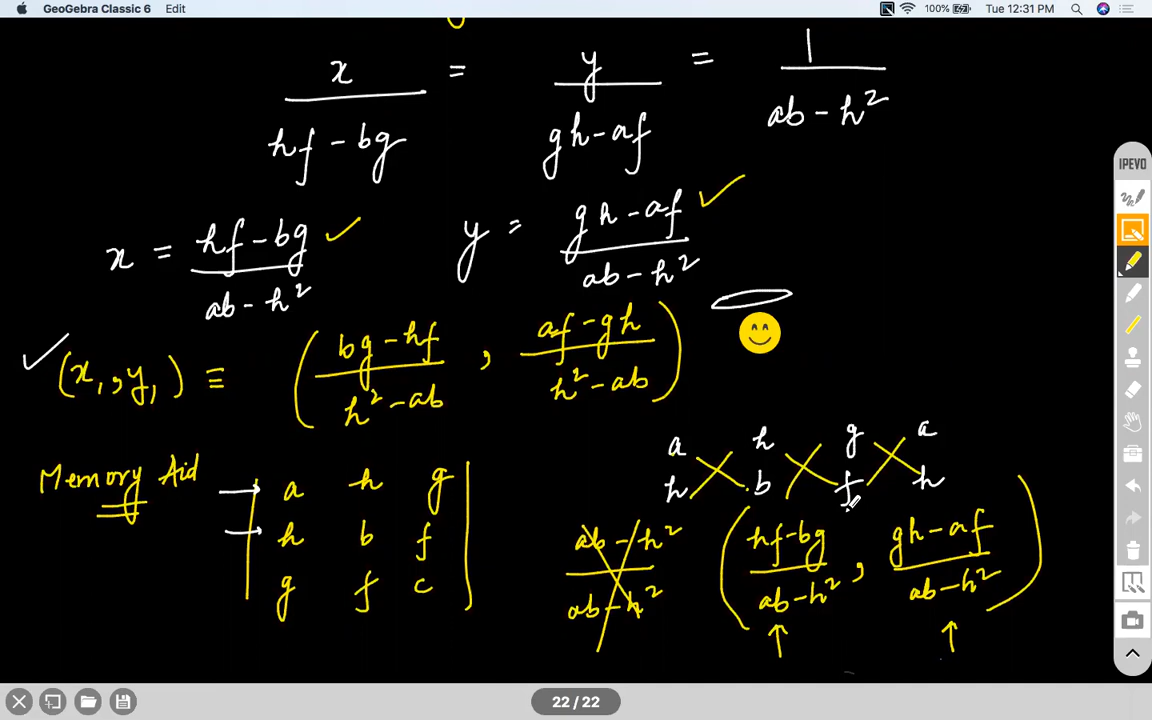 GeoGebra Classic 6 Edit 100% Tue 12:31 PM
x/(hf - bg) = y/(gh - af) = 1/(ab - h²)
IPEVO
x = (hf - bg)/(ab - h²) y = (gh - af)/(ab - h²)
(x₁, y₁) ≡ ((bg - hf)/(h² - ab), (af - gh)/(h² - ab))
Memory Aid
a h g
h b f
g f c
a h g a
h b f h
(ab - h²)/(ab - h²) ((hf - bg)/(ab - h²), (gh - af)/(ab - h²))
22 / 22